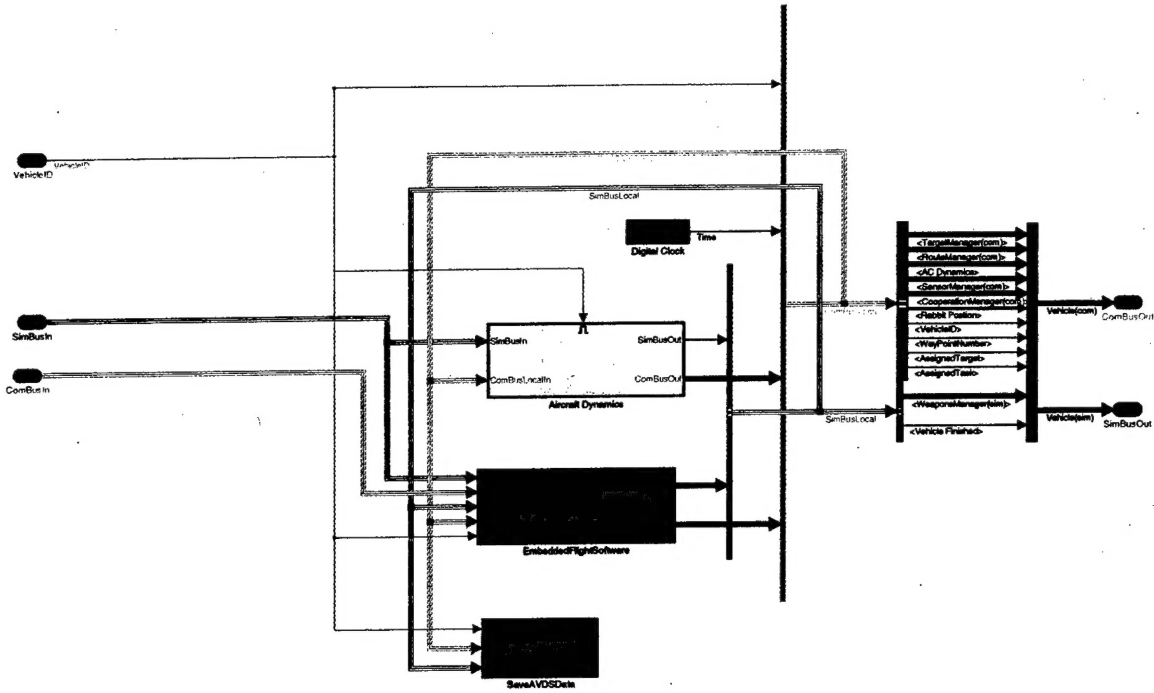 VehicleID
VehicleID
SimBusLocal
Digital Clock
Time
SimBusIn
ComBusIn
SimBusIn
ComBusLocalIn
SimBusOut
ComBusOut
Aircraft Dynamics
SimBusLocal
<TargetManager(com)>
<RouteManager(com)>
<AC Dynamics>
<SensorManager(com)>
<CooperationManager(com)>
<Rabbit Position>
<VehicleID>
<WayPointNumber>
<AssignedTarget>
<AssignedTask>
<WeaponsManager(sim)>
<Vehicle Finished>
Vehicle(com)
ComBusOut
Vehicle(sim)
SimBusOut
EmbeddedFlightSoftware
SaveAVDSData